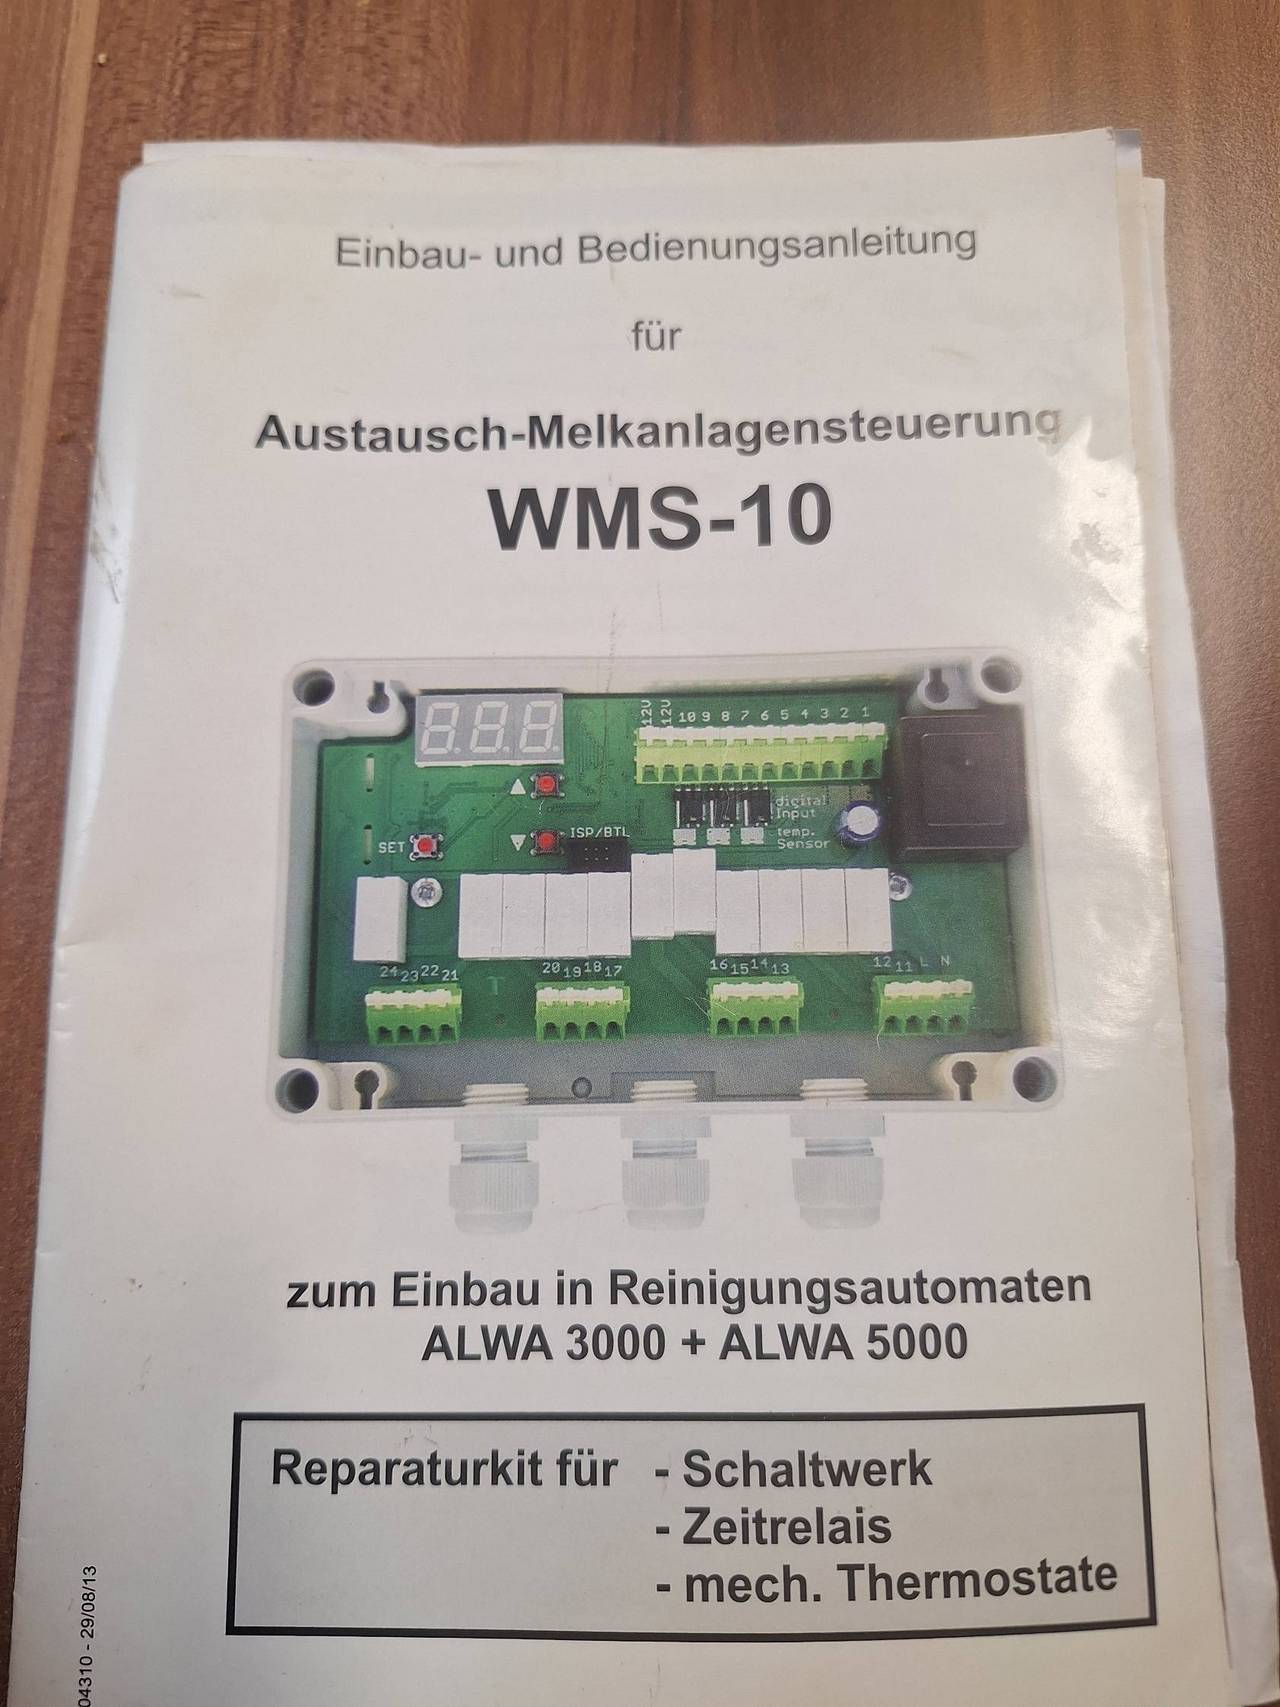 Einbau- und Bedienungsanleitung
für
Austausch-Melkanlagensteuerung
WMS-10
12V 12V 10 9 8 7 6 5 4 3 2 1
digital
Input
temp.
Sensor
ISP/BTL
SET
24 23 22 21
20 19 18 17
16 15 14 13
12 11 L N
zum Einbau in Reinigungsautomaten
ALWA 3000 + ALWA 5000
Reparaturkit für - Schaltwerk
- Zeitrelais
- mech. Thermostate
04310 - 29/08/13